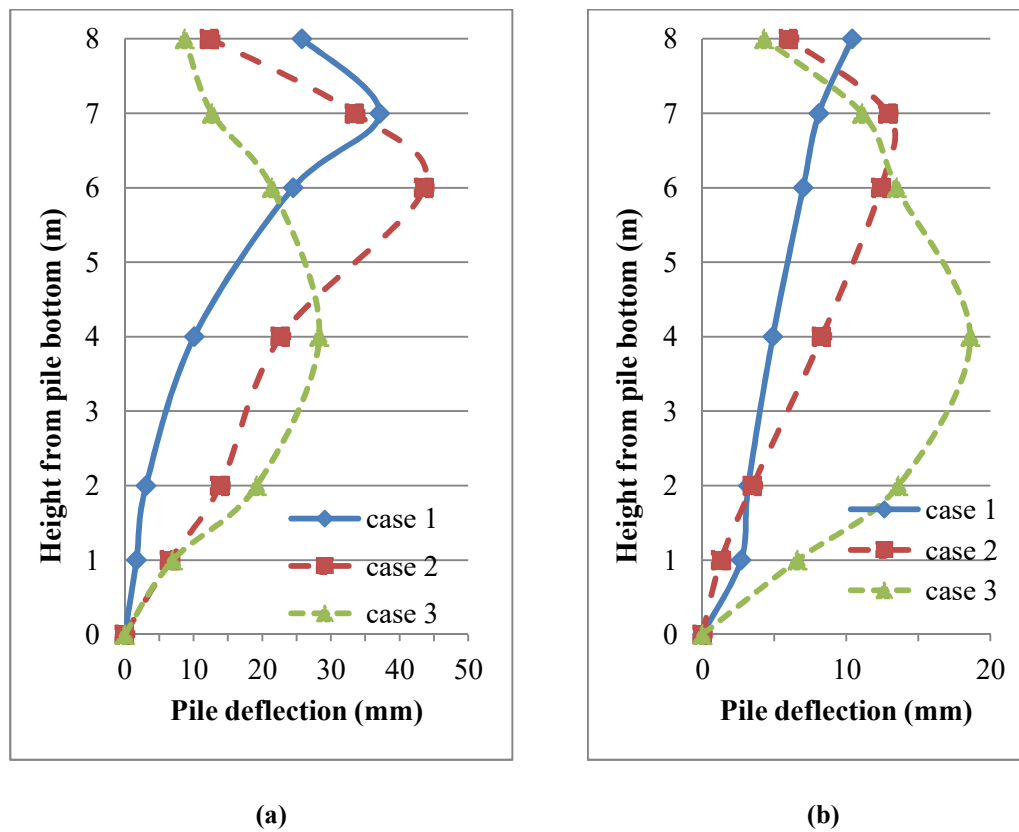 8
7
6
5
4
3
2
1
0
Height from pile bottom (m)
case 1
case 2
case 3
0 10 20 30 40 50
Pile deflection (mm)
(a)
8
7
6
5
4
3
2
1
0
Height from pile bottom (m)
case 1
case 2
case 3
0 10 20
Pile deflection (mm)
(b)